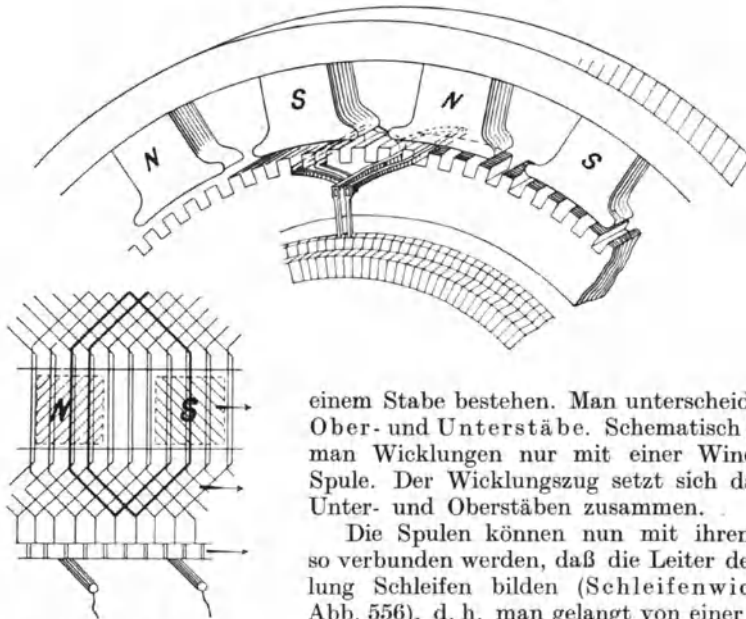 N
S
N
S
N
S
einem Stabe bestehen. Man unterscheid
Ober- und Unterstäbe. Schematisch
man Wicklungen nur mit einer Wind
Spule. Der Wicklungszug setzt sich da
Unter- und Oberstäben zusammen.
Die Spulen können nun mit ihren
so verbunden werden, daß die Leiter de
lung Schleifen bilden (Schleifenwic
Abb. 556), d. h. man gelangt von einer